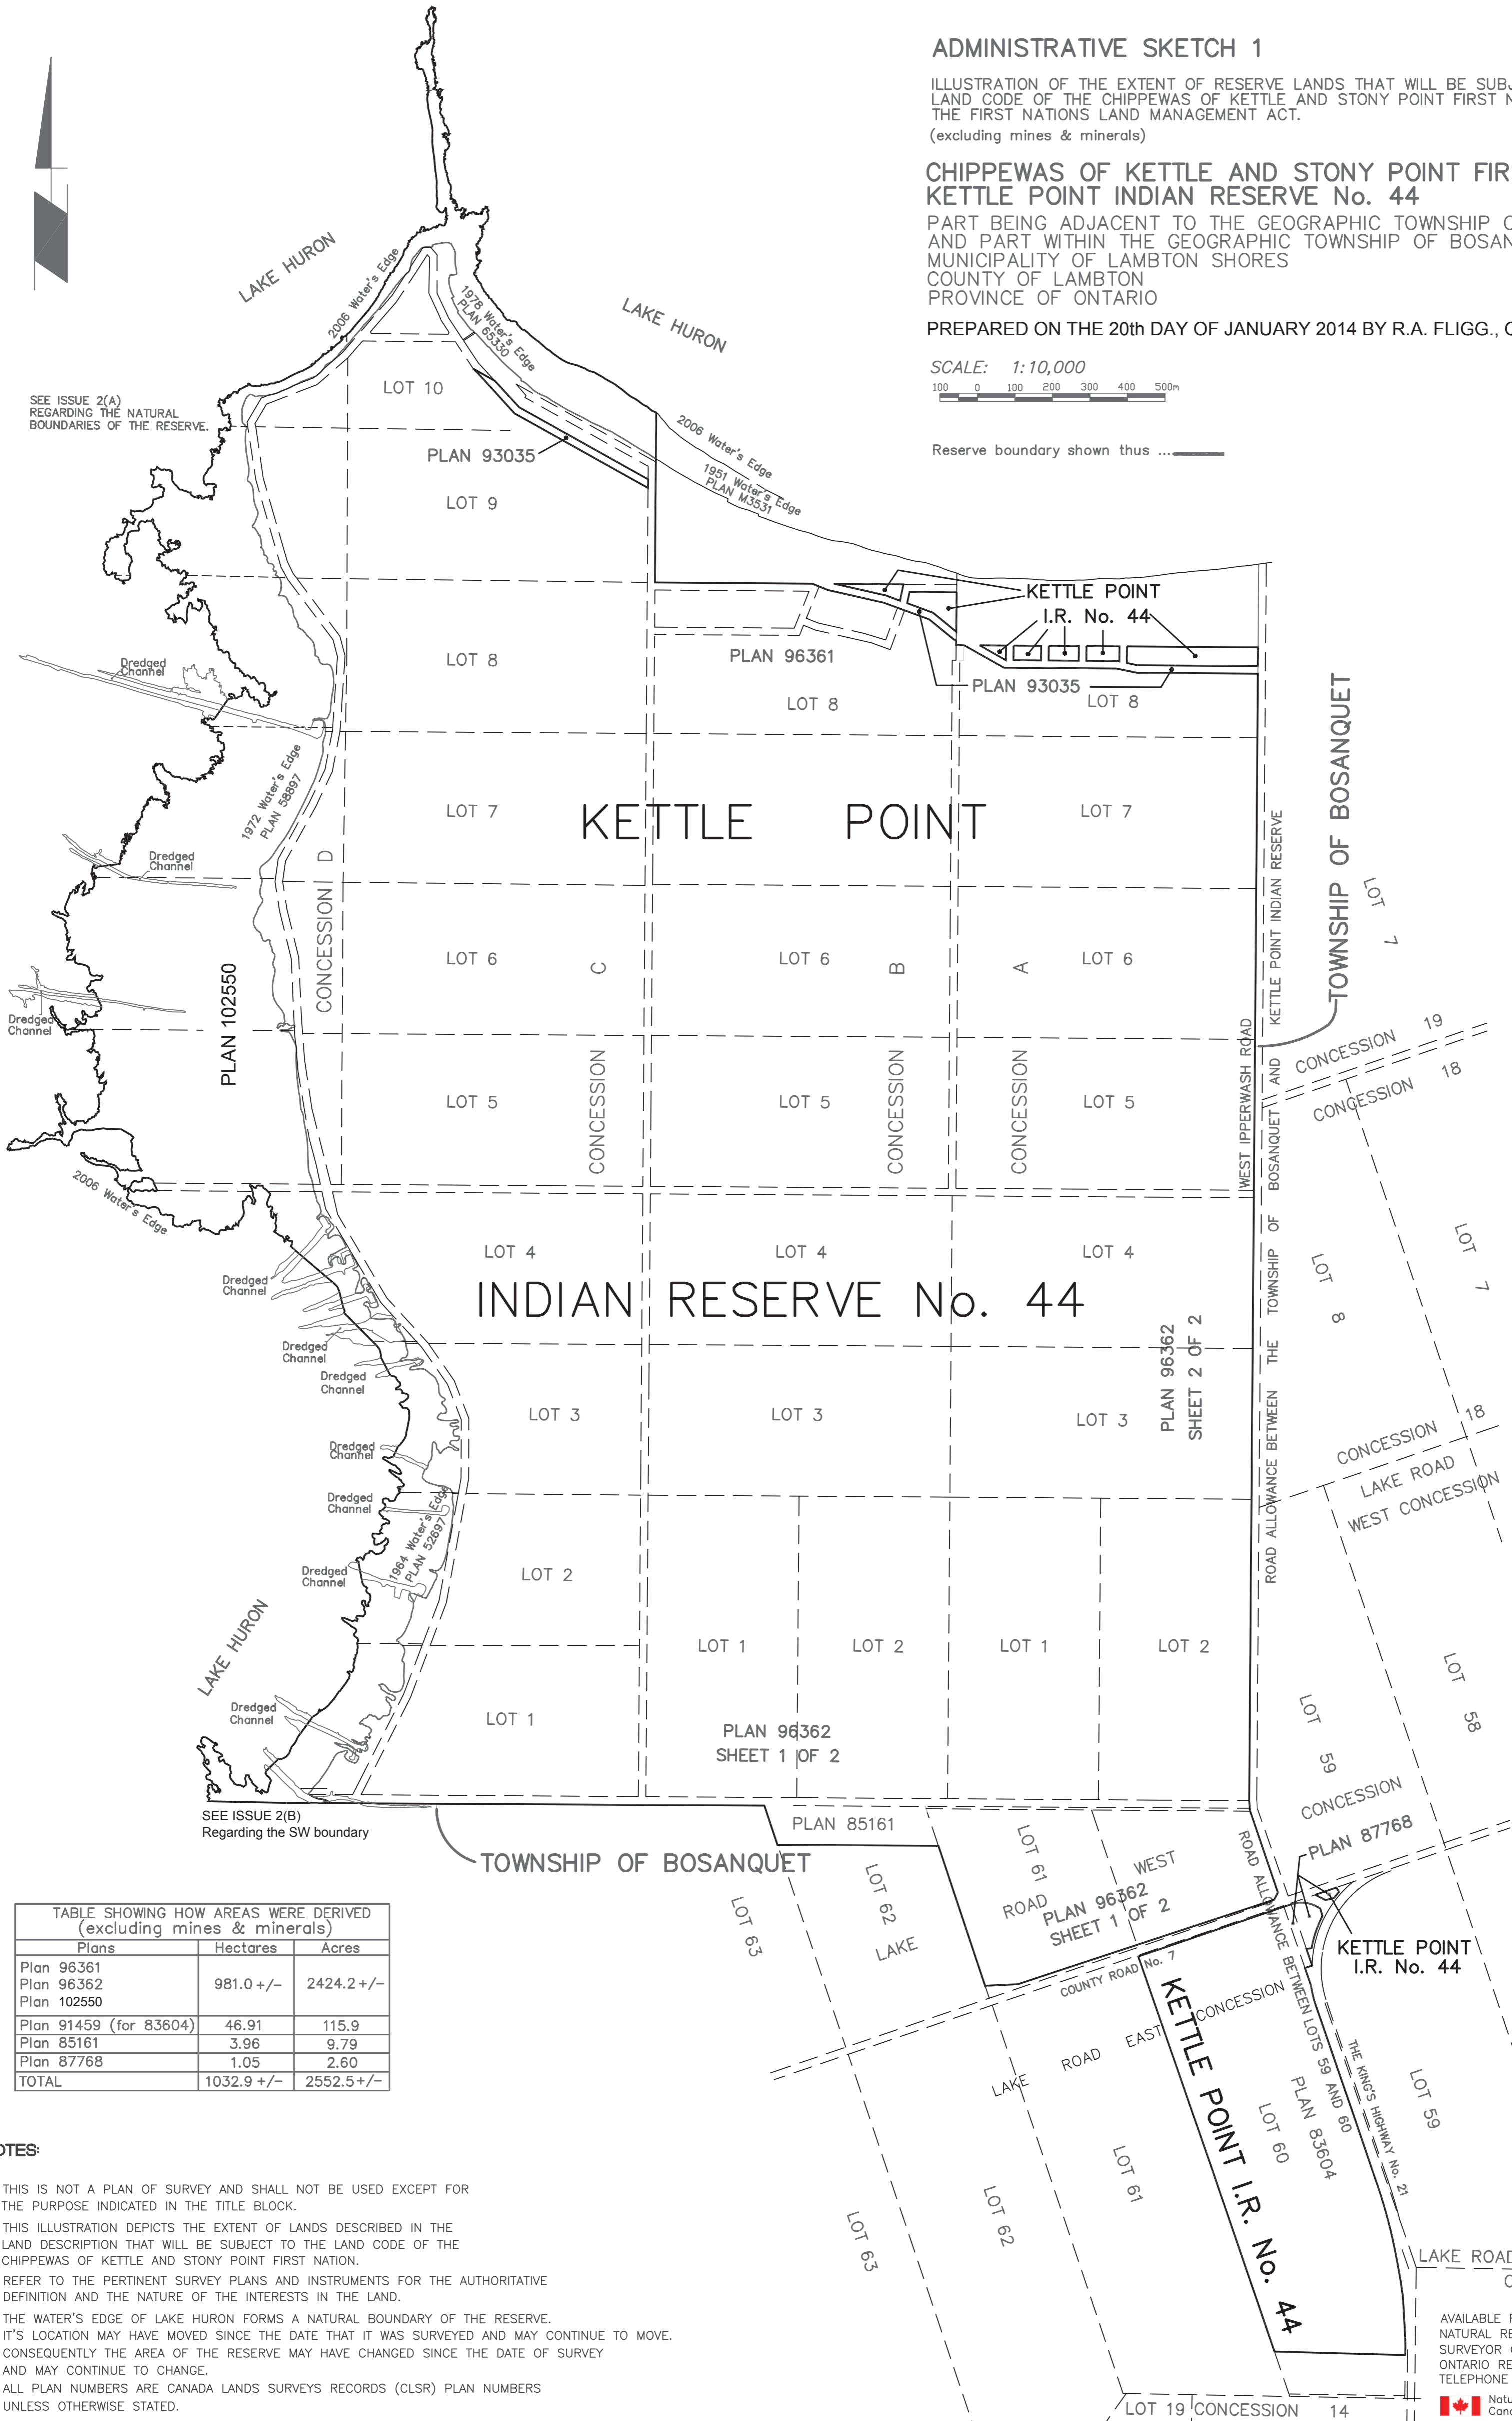 ADMINISTRATIVE SKETCH 1
ILLUSTRATION OF THE EXTENT OF RESERVE LANDS THAT WILL BE
LAND CODE OF THE CHIPPEWAS OF KETTLE AND STONY POINT FIRST
THE FIRST NATIONS LAND MANAGEMENT ACT.
(excluding mines & minerals)
CHIPPEWAS OF KETTLE AND STONY POINT FIR
KETTLE POINT INDIAN RESERVE No. 44
PART BEING ADJACENT TO THE GEOGRAPHIC TOWNSHIP
AND PART WITHIN THE GEOGRAPHIC TOWNSHIP OF BOSAN
MUNICIPALITY OF LAMBTON SHORES
COUNTY OF LAMBTON
PROVINCE OF ONTARIO
PREPARED ON THE 20th DAY OF JANUARY 2014 BY R.A. FLIGG.,
SCALE: 1:10,000
100 0 100 200 300 400 500m
Reserve boundary shown thus ....
LAKE HURON
2006 Water's Edge
1978 Water's Edge
PLAN 65330
LAKE HURON
SEE ISSUE 2(A)
REGARDING THE NATURAL
BOUNDARIES OF THE RESERVE.
LOT 10
PLAN 93035
2006 Water's Edge
1951 Water's Edge
PLAN M3531
LOT 9
KETTLE POINT
I.R. No. 44
LOT 8
PLAN 96361
PLAN 93035
LOT 8
LOT 8
Dredged
Channel
1972 Water's Edge
PLAN 58897
LOT 7
KETTLE POINT
LOT 7
TOWNSHIP OF BOSANQUET
LOT 7
Dredged
Channel
CONCESSION D
LOT 6
C
LOT 6
B
A
LOT 6
PLAN 102550
Dredged
Channel
CONCESSION 19
CONCESSION 18
LOT 5
CONCESSION
LOT 5
CONCESSION
CONCESSION
LOT 5
WEST IPPERWASH ROAD
ROAD ALLOWANCE BETWEEN THE TOWNSHIP OF BOSANQUET AND KETTLE POINT INDIAN RESERVE
2006 Water's Edge
LOT 4
LOT 4
LOT 4
LOT 8
LOT 7
Dredged
Channel
INDIAN RESERVE No. 44
Dredged
Channel
Dredged
Channel
PLAN 96362
SHEET 2 OF 2
LOT 3
LOT 3
LOT 3
CONCESSION 18
LAKE ROAD
WEST CONCESSION
Dredged
Channel
Dredged
Channel
1964 Water's Edge
PLAN 52697
Dredged
Channel
LOT 2
LAKE HURON
LOT 1
LOT 2
LOT 1
LOT 2
LOT 59
LOT 58
Dredged
Channel
LOT 1
PLAN 96362
SHEET 1 OF 2
CONCESSION
PLAN 87768
SEE ISSUE 2(B)
Regarding the SW boundary
PLAN 85161
TOWNSHIP OF BOSANQUET
LOT 63
LOT 62
LAKE
LOT 61
ROAD
WEST
PLAN 96362
SHEET 1 OF 2
ROAD ALLOWANCE BETWEEN LOTS 59 AND 60
KETTLE POINT
I.R. No. 44
COUNTY ROAD No. 7
LAKE ROAD EAST CONCESSION
KETTLE POINT I.R. No. 44
THE KING'S HIGHWAY No. 21
LOT 60
PLAN 83604
LOT 59
LOT 61
LOT 62
LOT 63
LAKE ROAD
LOT 19 CONCESSION 14
TABLE SHOWING HOW AREAS WERE DERIVED
(excluding mines & minerals)
Plans Hectares Acres
Plan 96361
Plan 96362 981.0 +/- 2424.2 +/-
Plan 102550
Plan 91459 (for 83604) 46.91 115.9
Plan 85161 3.96 9.79
Plan 87768 1.05 2.60
TOTAL 1032.9 +/- 2552.5 +/-
OTES:
THIS IS NOT A PLAN OF SURVEY AND SHALL NOT BE USED EXCEPT FOR
THE PURPOSE INDICATED IN THE TITLE BLOCK.
THIS ILLUSTRATION DEPICTS THE EXTENT OF LANDS DESCRIBED IN THE
LAND DESCRIPTION THAT WILL BE SUBJECT TO THE LAND CODE OF THE
CHIPPEWAS OF KETTLE AND STONY POINT FIRST NATION.
REFER TO THE PERTINENT SURVEY PLANS AND INSTRUMENTS FOR THE AUTHORITATIVE
DEFINITION AND THE NATURE OF THE INTERESTS IN THE LAND.
THE WATER'S EDGE OF LAKE HURON FORMS A NATURAL BOUNDARY OF THE RESERVE.
IT'S LOCATION MAY HAVE MOVED SINCE THE DATE THAT IT WAS SURVEYED AND MAY CONTINUE TO MOVE.
CONSEQUENTLY THE AREA OF THE RESERVE MAY HAVE CHANGED SINCE THE DATE OF SURVEY
AND MAY CONTINUE TO CHANGE.
ALL PLAN NUMBERS ARE CANADA LANDS SURVEYS RECORDS (CLSR) PLAN NUMBERS
UNLESS OTHERWISE STATED.
AVAILABLE
NATURAL RE
SURVEYOR
ONTARIO RE
TELEPHONE
Natu
Can